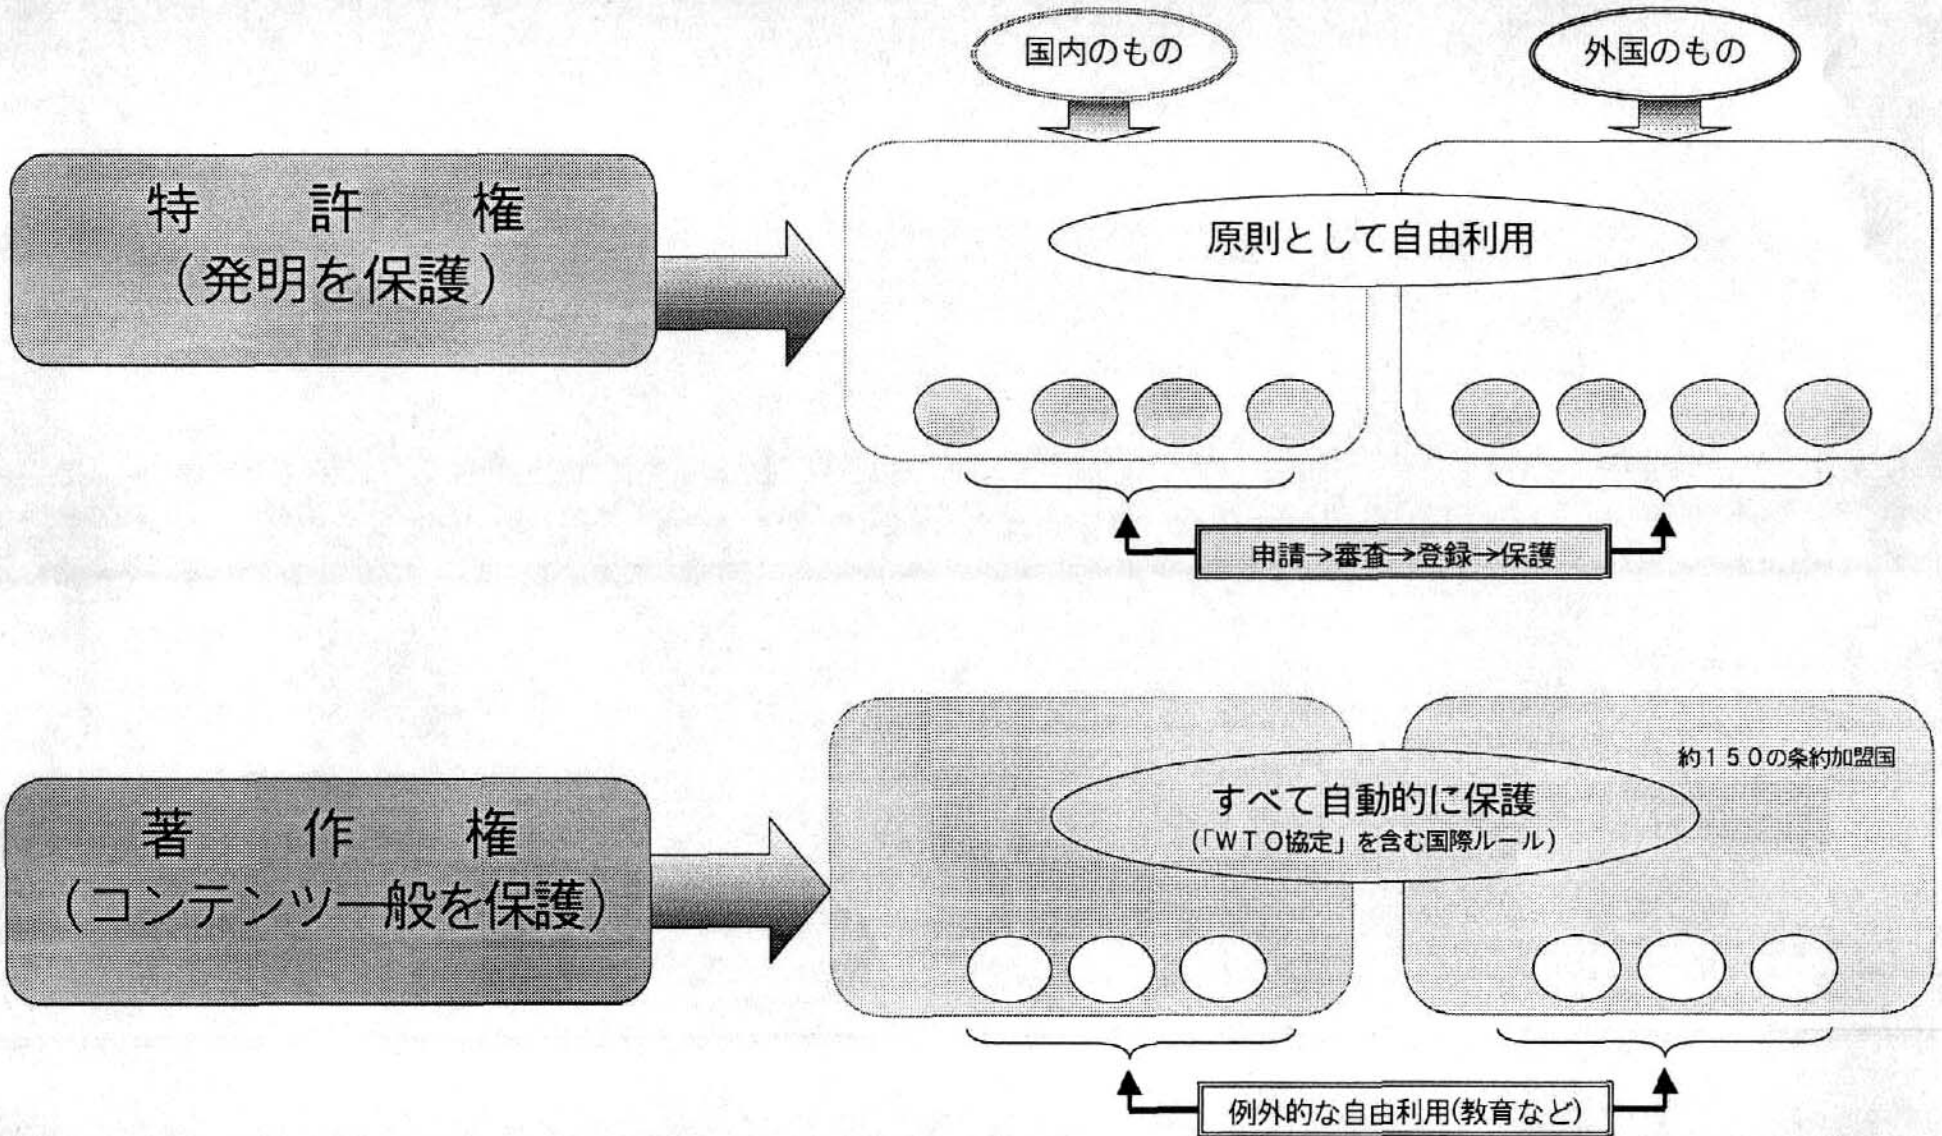 国内のもの
外国のもの
特許権
(発明を保護)
原則として自由利用
申請→審査→登録→保護
著作権
(コンテンツ一般を保護)
約150の条約加盟国
すべて自動的に保護
(「WTO協定」を含む国際ルール)
例外的な自由利用(教育など)